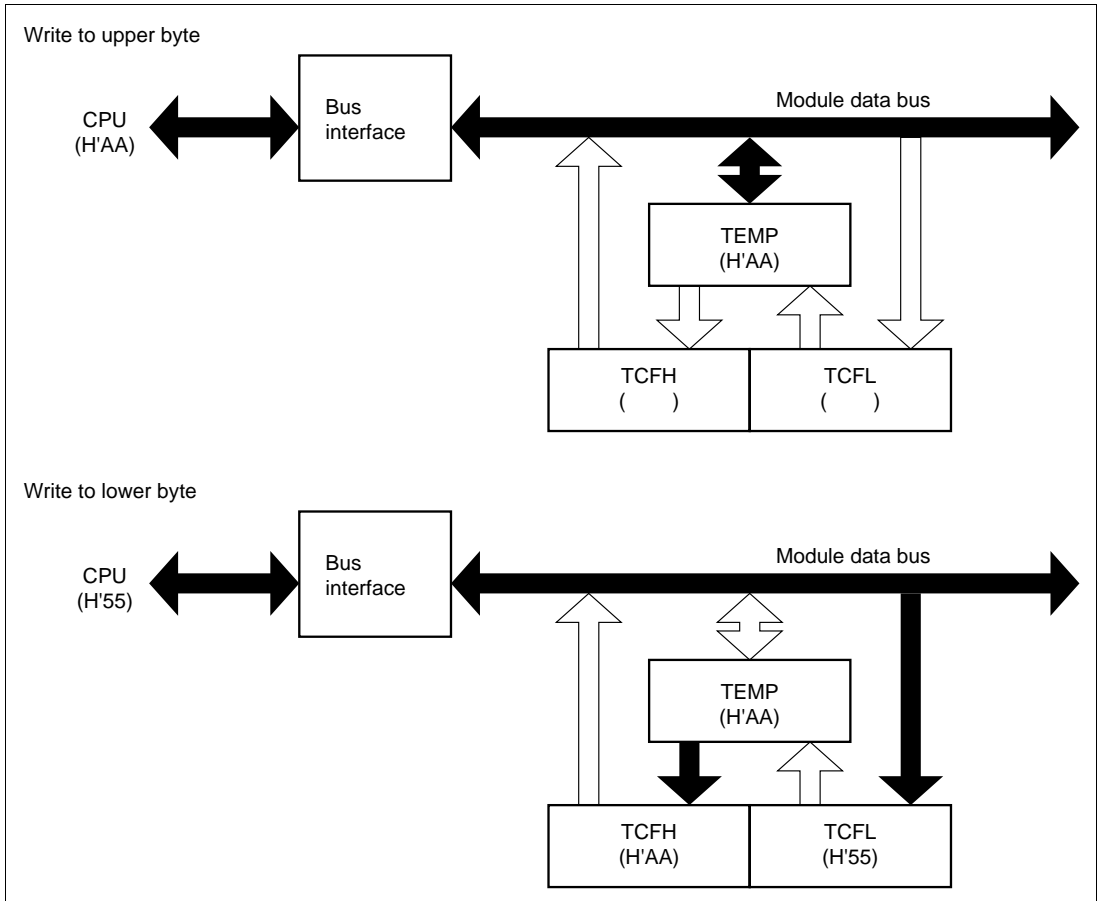 Write to upper byte
CPU
(H'AA)
Bus
interface
Module data bus
TEMP
(H'AA)
TCFH
(      )
TCFL
(      )
Write to lower byte
CPU
(H'55)
Bus
interface
Module data bus
TEMP
(H'AA)
TCFH
(H'AA)
TCFL
(H'55)